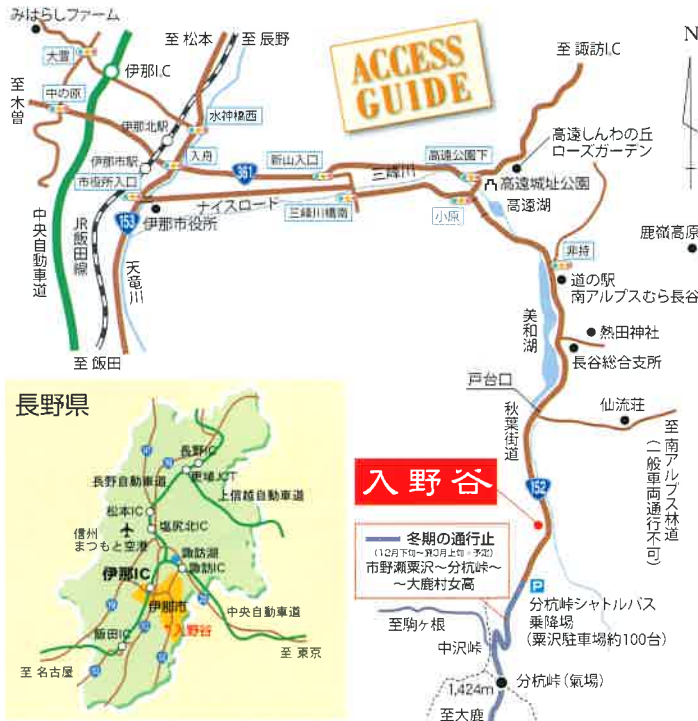 みはらしファーム
大萱
伊那I.C
至木曽
中の原
至松本
至辰野
ACCESS
GUIDE
至諏訪I.C
N
水神橋西
伊那北駅
伊那市駅
入舟
市役所入口
361
新山入口
三峰川
高遠公園下
高遠しんわの丘
ローズガーデン
高遠城址公園
高遠湖
153
伊那市役所
ナイスロード
三峰川橋南
小原
中央自動車道
JR飯田線
天竜川
至飯田
非持
鹿嶺高原
道の駅
南アルプスむら長谷
美和湖
熱田神社
長谷総合支所
戸台口
仙流荘
秋葉街道
至南アルプス林道
(一般車両通行不可)
152
入野谷
冬期の通行止
(12月下旬~翌3月上旬・予定)
市野瀬粟沢~分杭峠~
~大鹿村女高
P
分杭峠シャトルバス
乗降場
(粟沢駐車場約100台)
至駒ヶ根
中沢峠
分杭峠(氣場)
1,424m
至大鹿
長野県
長野IC
更埴JCT
長野自動車道
上信越自動車道
松本IC
塩尻北IC
信州
まつもと空港
諏訪湖
諏訪IC
伊那IC
伊那市
中央自動車道
入野谷
飯田IC
至 名古屋
至 東京